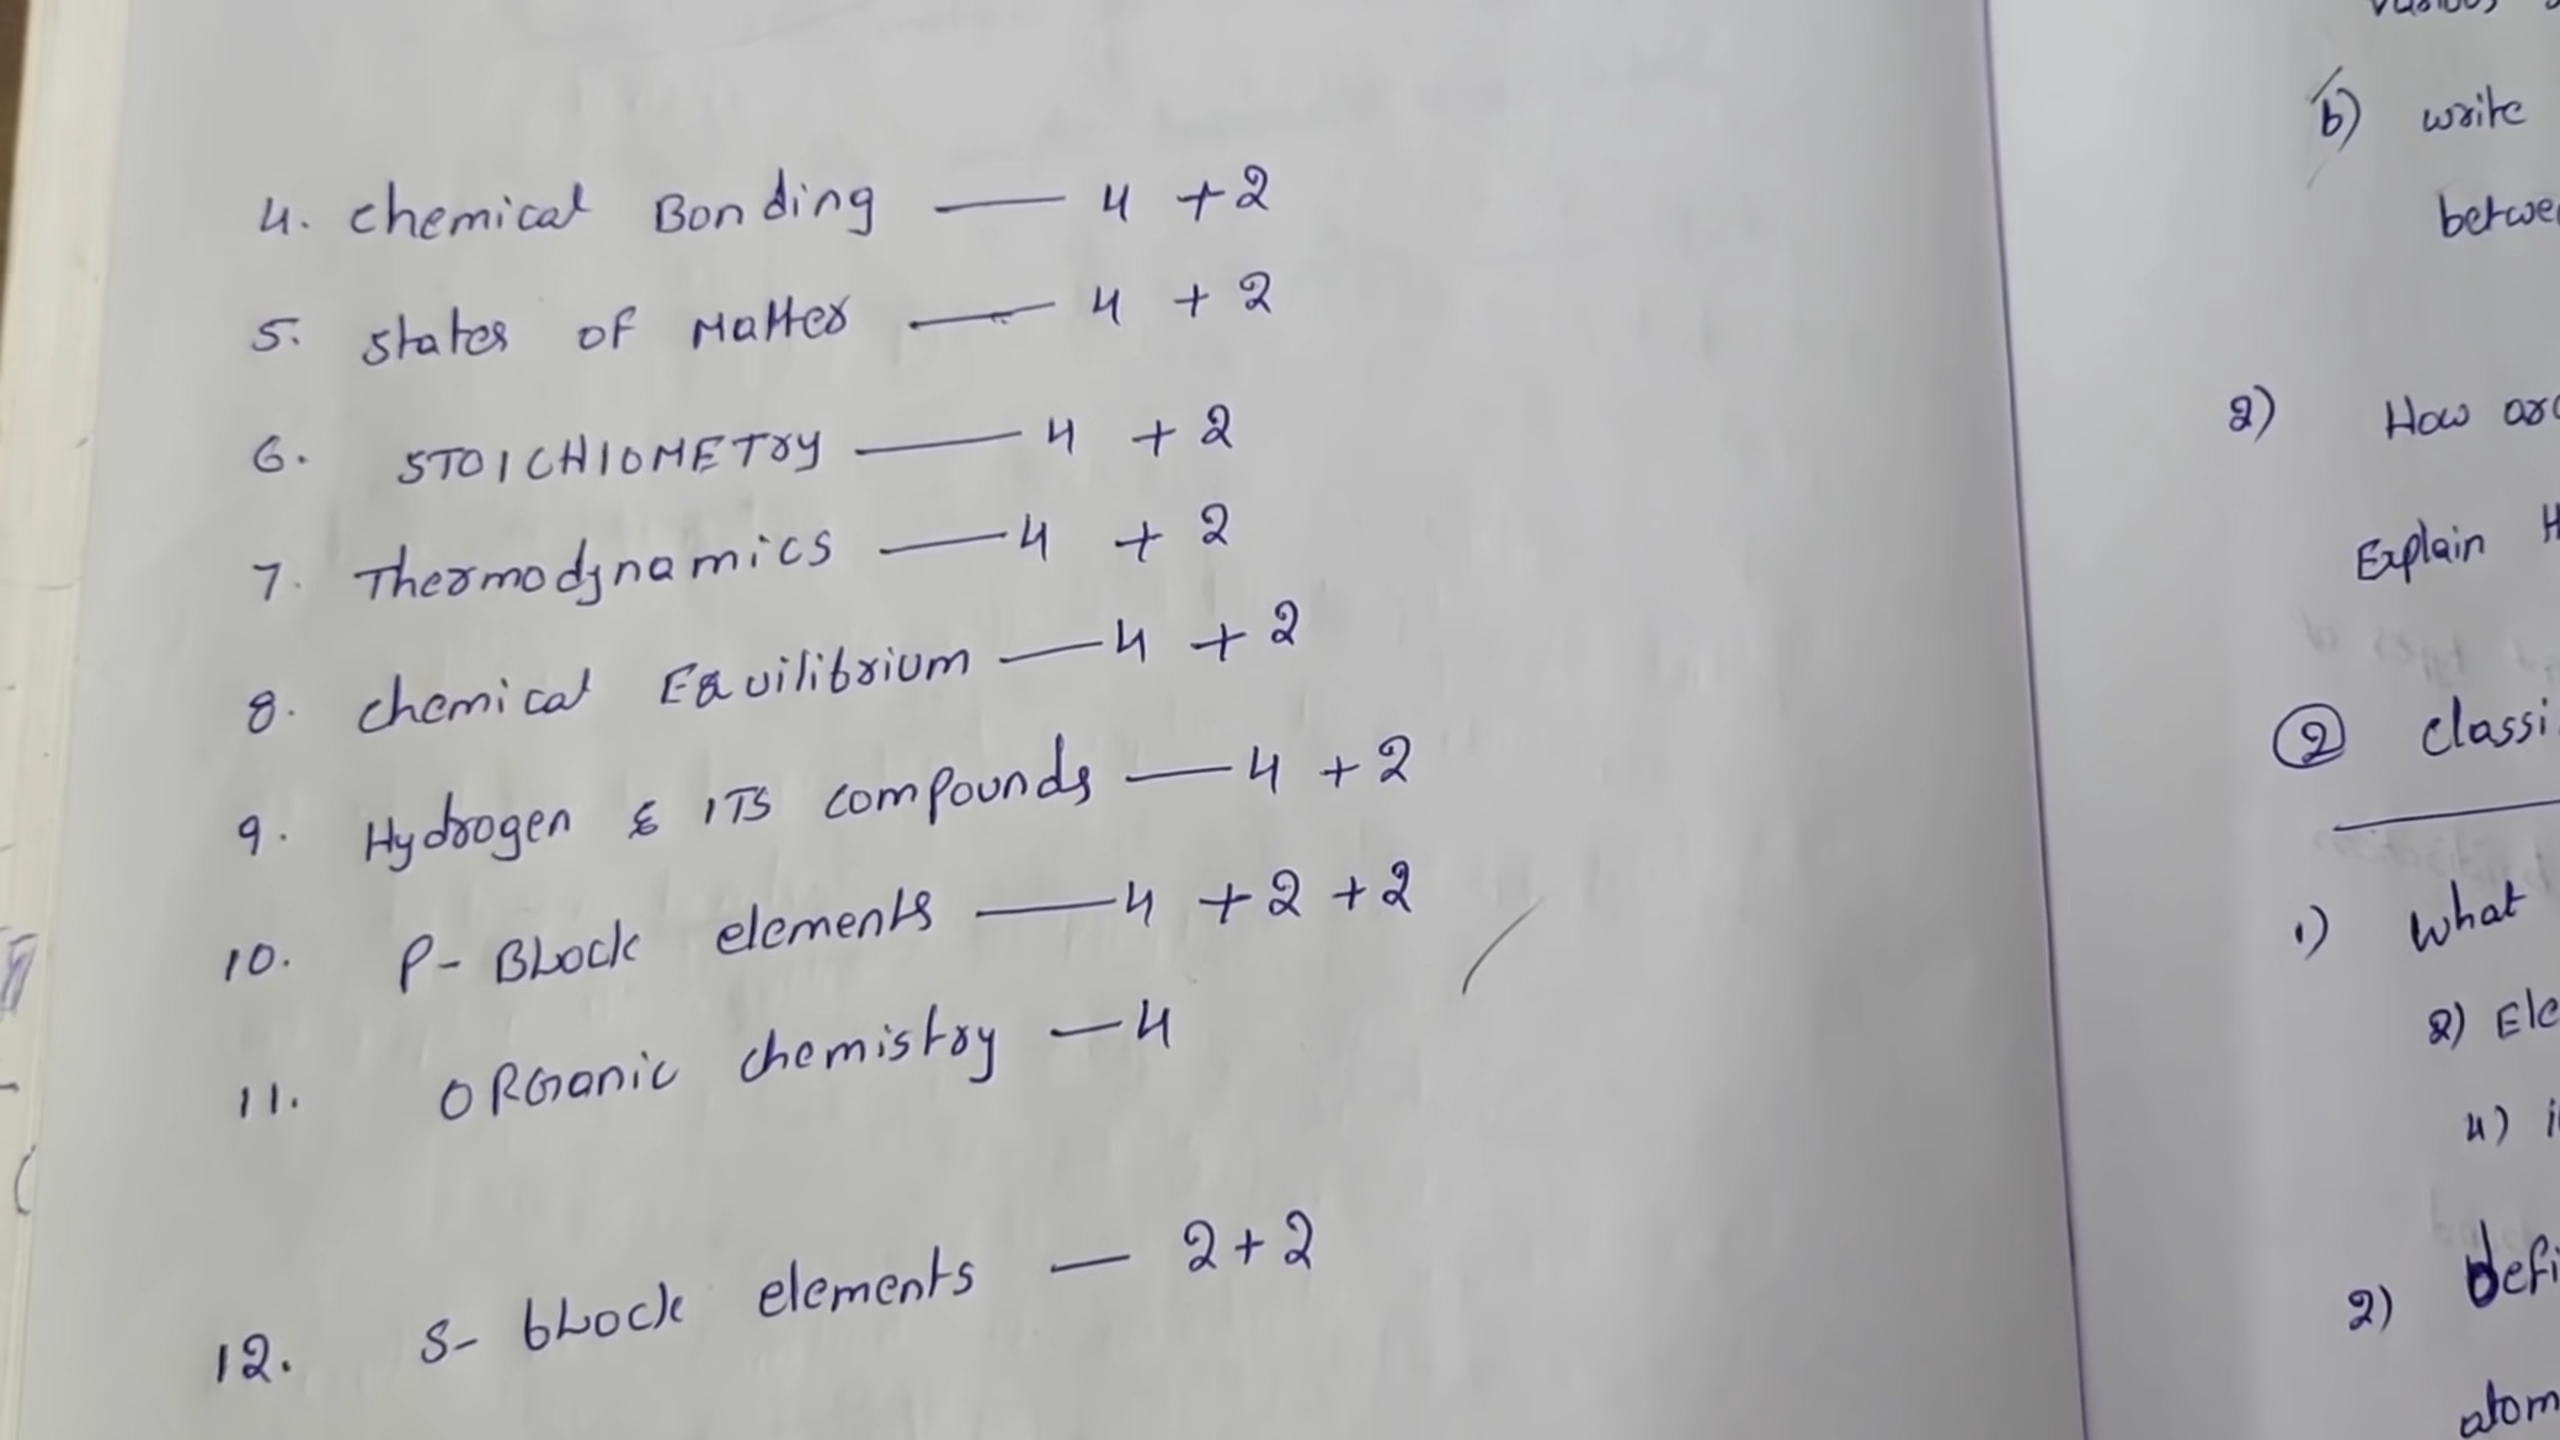 4. Chemical Bonding — 4 + 2
5. States of Matter — 4 + 2
6. STOICHIOMETry — 4 + 2
7. Thermodynamics — 4 + 2
8. Chemical Equilibrium — 4 + 2
9. Hydrogen & ITS compounds — 4 + 2
10. P- Block elements — 4 + 2 + 2
11. ORGanic chemistry — 4
12. S- block elements — 2 + 2
b) write
2) How
Explain
② Classi
1) What
2) Ele
4)
2) Defi
atom